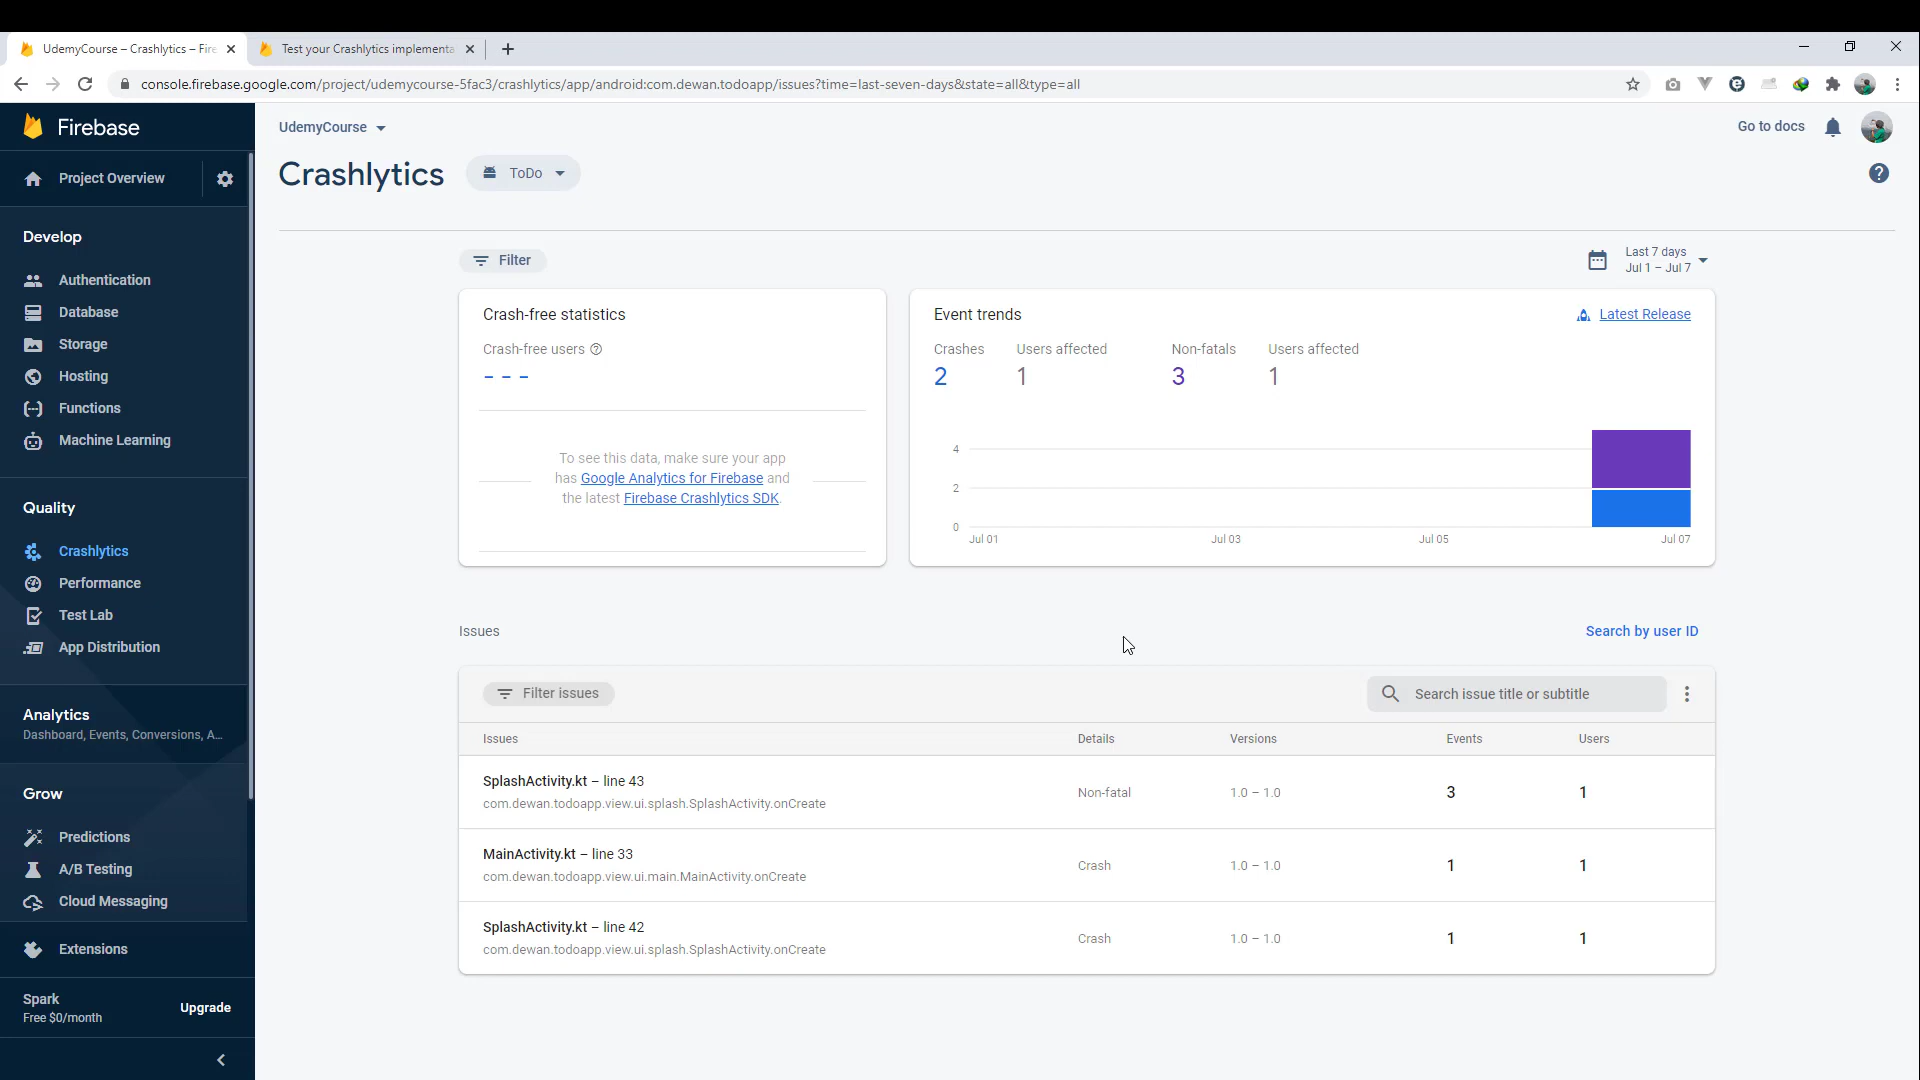 UdemyCourse – Crashlytics – Fire
Test your Crashlytics implementa
console.firebase.google.com/project/udemycourse-5fac3/crashlytics/app/android:com.dewan.todoapp/issues?time=last-seven-days&state=all&type=all
Firebase
Project Overview
Develop
Authentication
Database
Storage
Hosting
Functions
Machine Learning
Quality
Crashlytics
Performance
Test Lab
App Distribution
Analytics
Dashboard, Events, Conversions, A...
Grow
Predictions
A/B Testing
Cloud Messaging
Extensions
Spark
Free $0/month
Upgrade
UdemyCourse
Go to docs
Crashlytics
ToDo
Filter
Last 7 days
Jul 1 – Jul 7
Crash-free statistics
Crash-free users
- - -
To see this data, make sure your app
has Google Analytics for Firebase and
the latest Firebase Crashlytics SDK.
Event trends
Latest Release
Crashes Users affected Non-fatals Users affected
2 1 3 1
4
2
0
Jul 01 Jul 03 Jul 05 Jul 07
Issues
Search by user ID
Filter issues
Search issue title or subtitle
Issues Details Versions Events Users
SplashActivity.kt – line 43
com.dewan.todoapp.view.ui.splash.SplashActivity.onCreate
Non-fatal 1.0 – 1.0 3 1
MainActivity.kt – line 33
com.dewan.todoapp.view.ui.main.MainActivity.onCreate
Crash 1.0 – 1.0 1 1
SplashActivity.kt – line 42
com.dewan.todoapp.view.ui.splash.SplashActivity.onCreate
Crash 1.0 – 1.0 1 1